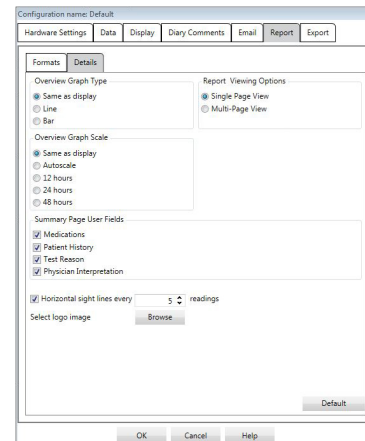 Configuration name: Default
Hardware Settings Data Display Diary Comments Email Report Export
Formats Details
Overview Graph Type
Same as display
Line
Bar
Report Viewing Options
Single Page View
Multi-Page View
Overview Graph Scale
Same as display
Autoscale
12 hours
24 hours
48 hours
Summary Page User Fields
Medications
Patient History
Test Reason
Physician Interpretation
Horizontal sight lines every 5 readings
Select logo image Browse
Default
OK Cancel Help